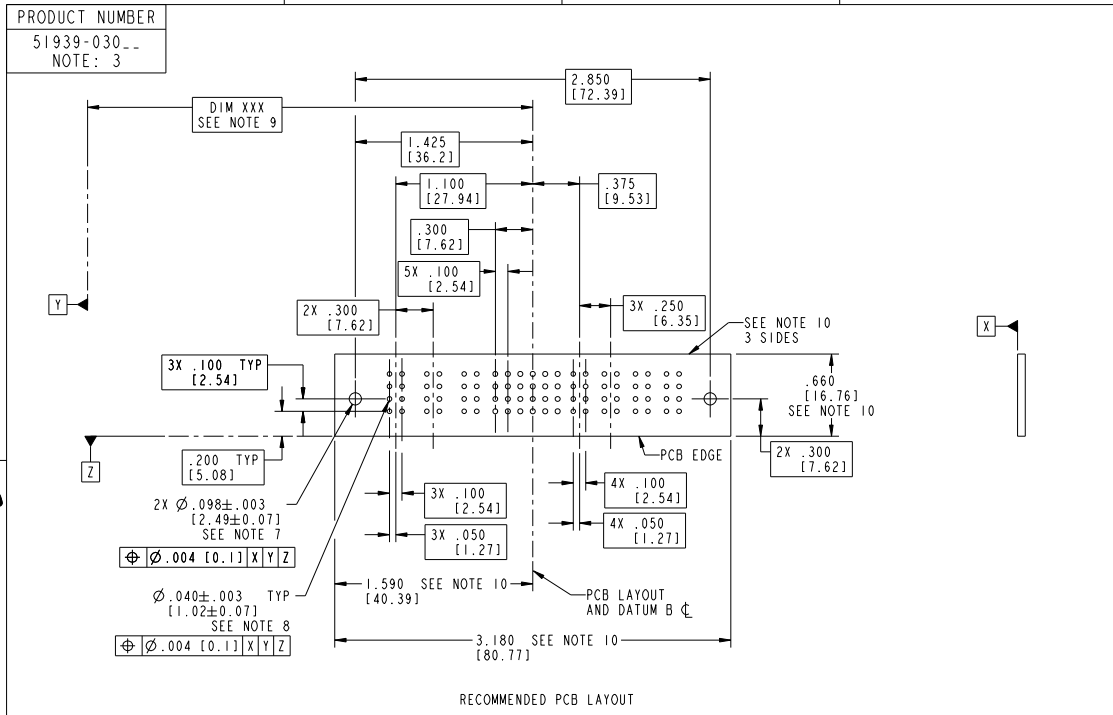 PRODUCT NUMBER
51939-030__
NOTE: 3
2.850
[72.39]
DIM XXX
SEE NOTE 9
1.425
[36.2]
1.100
[27.94]
.375
[9.53]
.300
[7.62]
5X .100
[2.54]
2X .300
[7.62]
3X .250
[6.35]
Y
X
SEE NOTE 10
3 SIDES
3X .100 TYP
[2.54]
.660
[16.76]
SEE NOTE 10
Z
.200 TYP
[5.08]
PCB EDGE
2X .300
[7.62]
2X Ø.098±.003
[2.49±0.07]
SEE NOTE 7
⌖ Ø.004 [0.1] X Y Z
3X .100
[2.54]
4X .100
[2.54]
3X .050
[1.27]
4X .050
[1.27]
Ø.040±.003 TYP
[1.02±0.07]
SEE NOTE 8
⌖ Ø.004 [0.1] X Y Z
1.590 SEE NOTE 10
[40.39]
PCB LAYOUT
AND DATUM B ℄
3.180 SEE NOTE 10
[80.77]
RECOMMENDED PCB LAYOUT